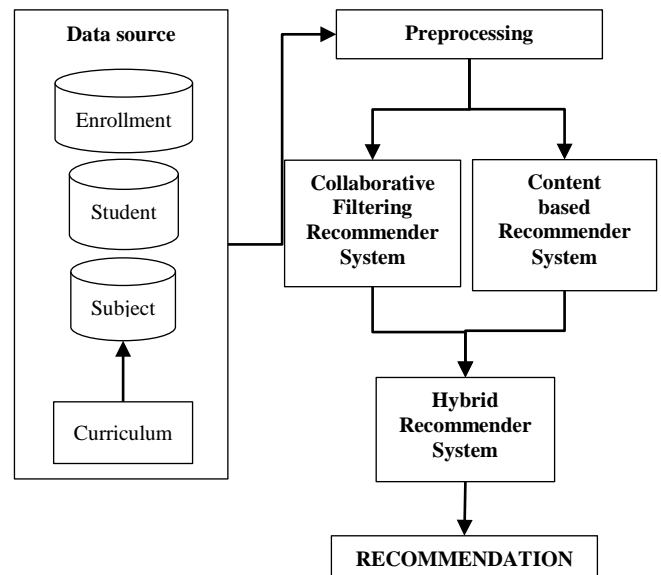 Data source
Enrollment
Student
Subject
Curriculum
Preprocessing
Collaborative
Filtering
Recommender
System
Content
based
Recommender
System
Hybrid
Recommender
System
RECOMMENDATION